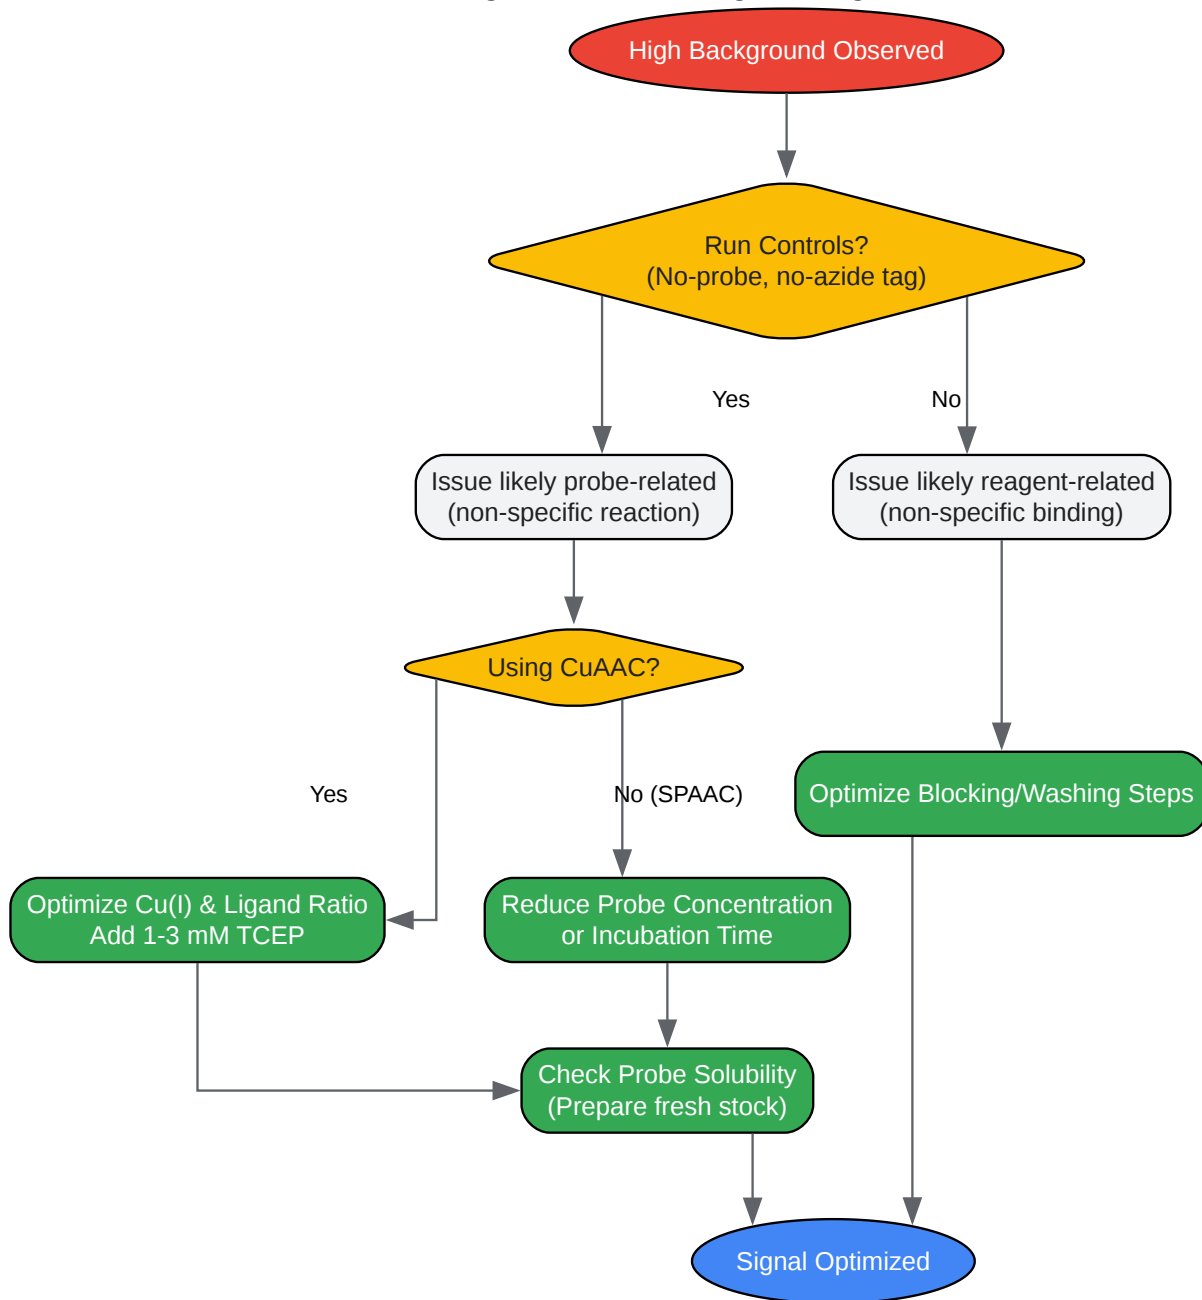 High Background Observed
Run Controls?
(No-probe, no-azide tag)
Yes
No
Issue likely probe-related
(non-specific reaction)
Issue likely reagent-related
(non-specific binding)
Using CuAAC?
Yes
No (SPAAC)
Optimize Blocking/Washing Steps
Optimize Cu(I) & Ligand Ratio
Add 1-3 mM TCEP
Reduce Probe Concentration
or Incubation Time
Check Probe Solubility
(Prepare fresh stock)
Signal Optimized